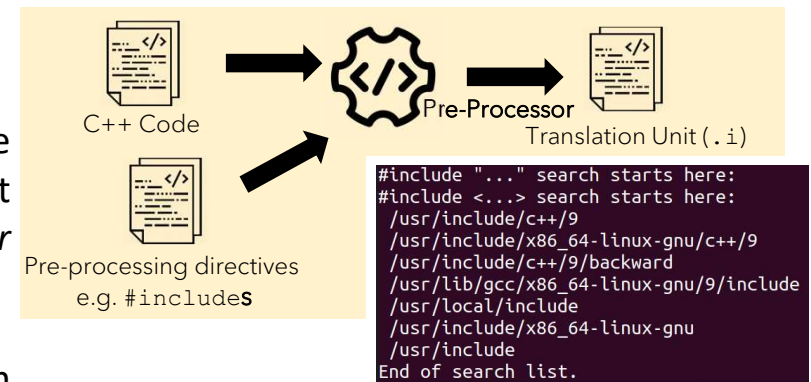 C++ Code
Pre-Processor
Translation Unit (.i)
e
t
r
Pre-processing directives
e.g. #includes
n
#include "..." search starts here:
#include <...> search starts here:
/usr/include/c++/9
/usr/include/x86_64-linux-gnu/c++/9
/usr/include/c++/9/backward
/usr/lib/gcc/x86_64-linux-gnu/9/include
/usr/local/include
/usr/include/x86_64-linux-gnu
/usr/include
End of search list.